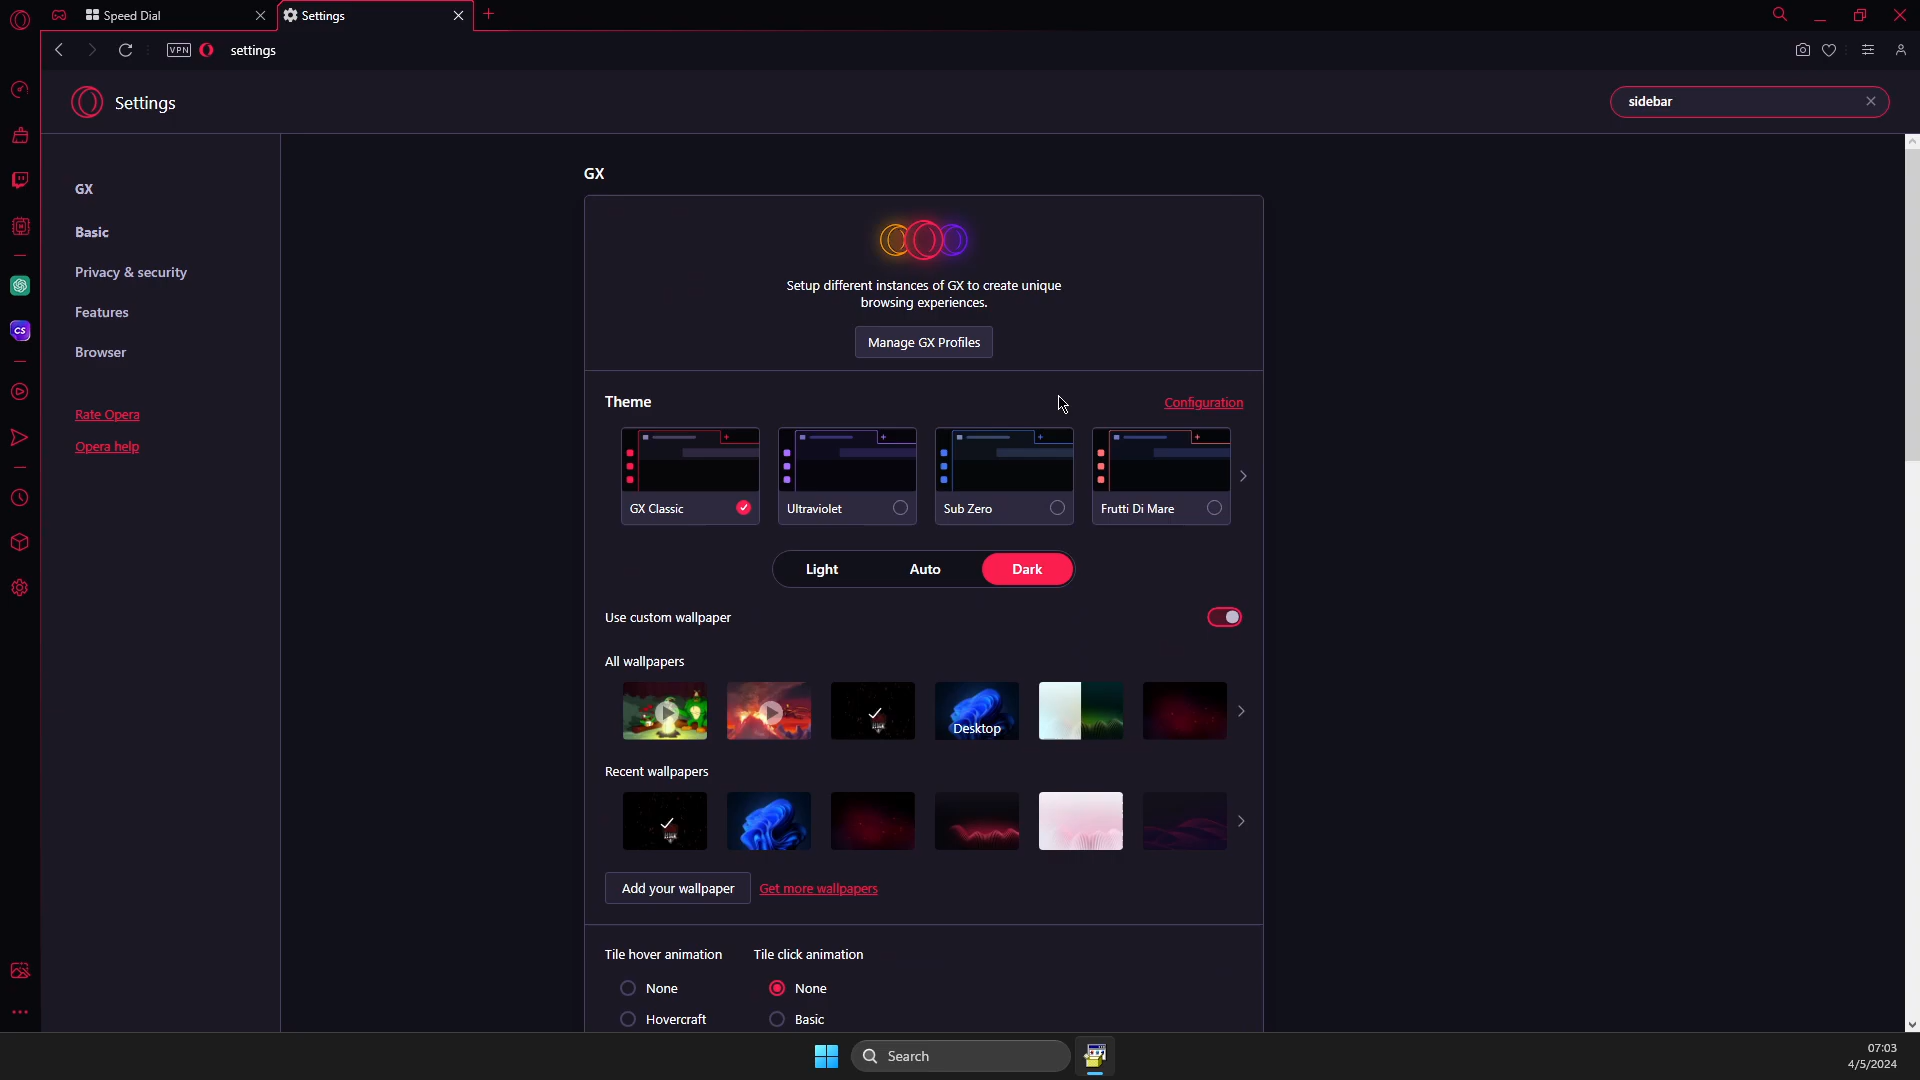 Speed Dial
Settings
VPN
settings
Settings
sidebar
GX
Basic
Privacy & security
Features
Browser
Rate Opera
Opera help
CS
GX
Setup different instances of GX to create unique
browsing experiences.
Manage GX Profiles
Theme
Configuration
GX Classic
Ultraviolet
Sub Zero
Frutti Di Mare
Light
Auto
Dark
Use custom wallpaper
All wallpapers
Desktop
Recent wallpapers
Add your wallpaper
Get more wallpapers
Tile hover animation
Tile click animation
None
None
Hovercraft
Basic
Search
07:03
4/5/2024